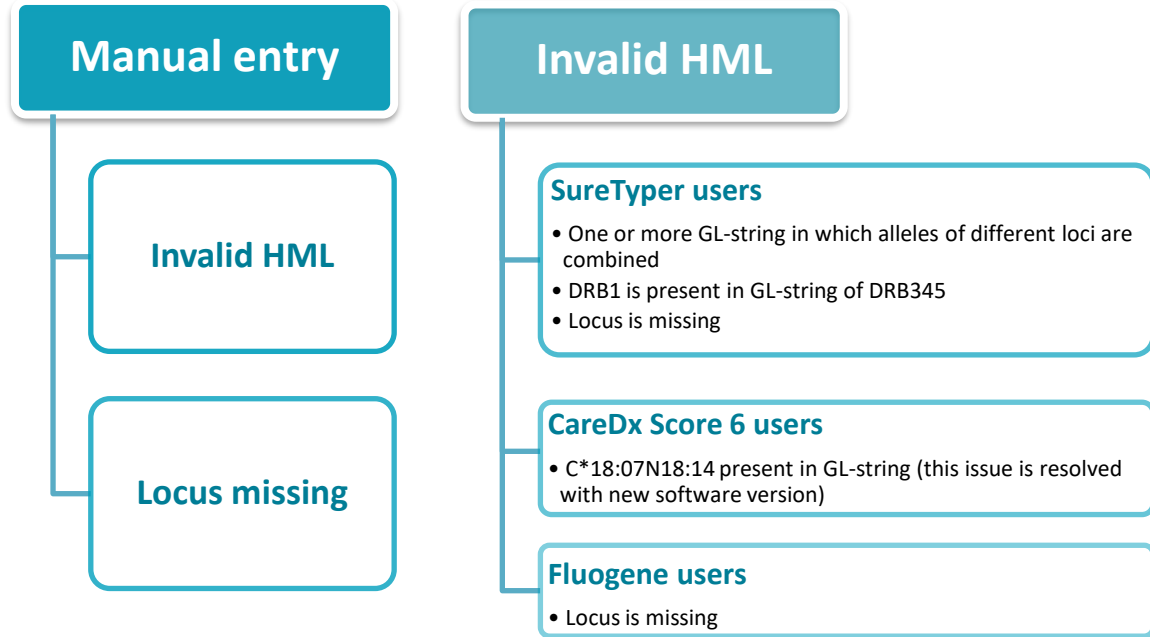 Manual entry
Invalid HML
Locus missing
Invalid HML
SureTyper users
• One or more GL-string in which alleles of different loci are
combined
• DRB1 is present in GL-string of DRB345
• Locus is missing
CareDx Score 6 users
• C*18:07N18:14 present in GL-string (this issue is resolved
with new software version)
Fluogene users
• Locus is missing